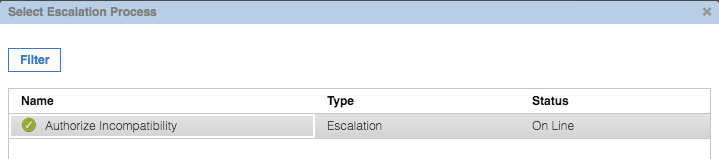 Select Escalation Process
Filter
Name Type Status
Authorize Incompatibility Escalation On Line